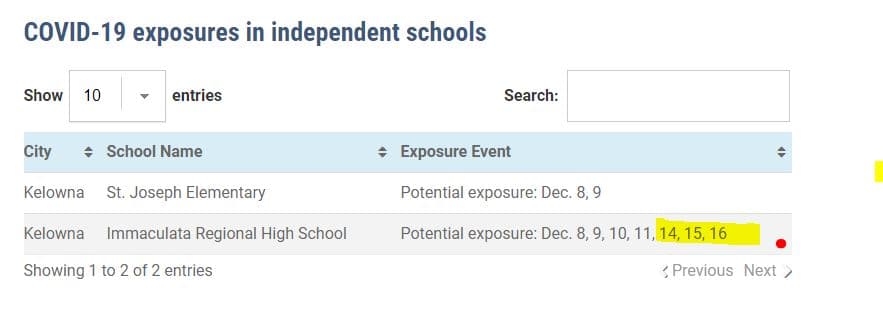 COVID-19 exposures in independent schools
Show 10 entries Search:
City School Name Exposure Event
Kelowna St. Joseph Elementary Potential exposure: Dec. 8, 9
Kelowna Immaculata Regional High School Potential exposure: Dec. 8, 9, 10, 11, 14, 15, 16
Showing 1 to 2 of 2 entries Previous Next